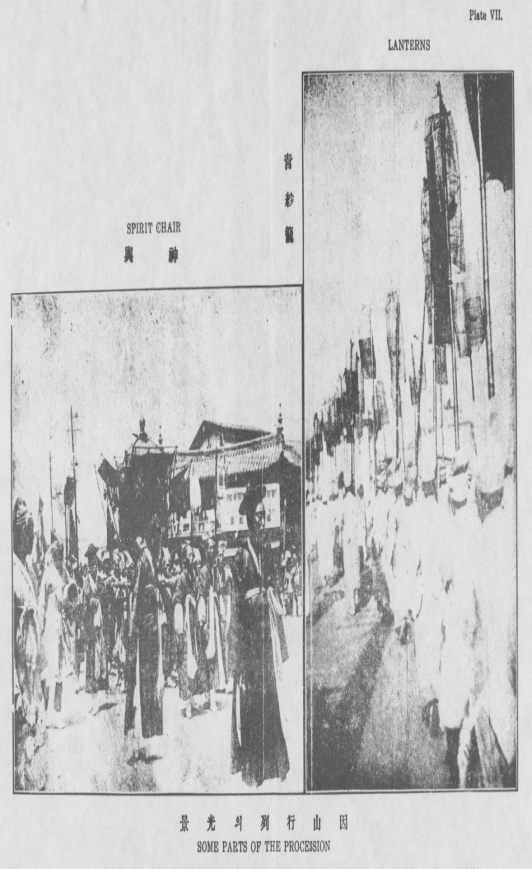 Plate VII.
LANTERNS
靑紗籠
SPIRIT CHAIR
神輿
因山行列의光景
SOME PARTS OF THE PROCESSION